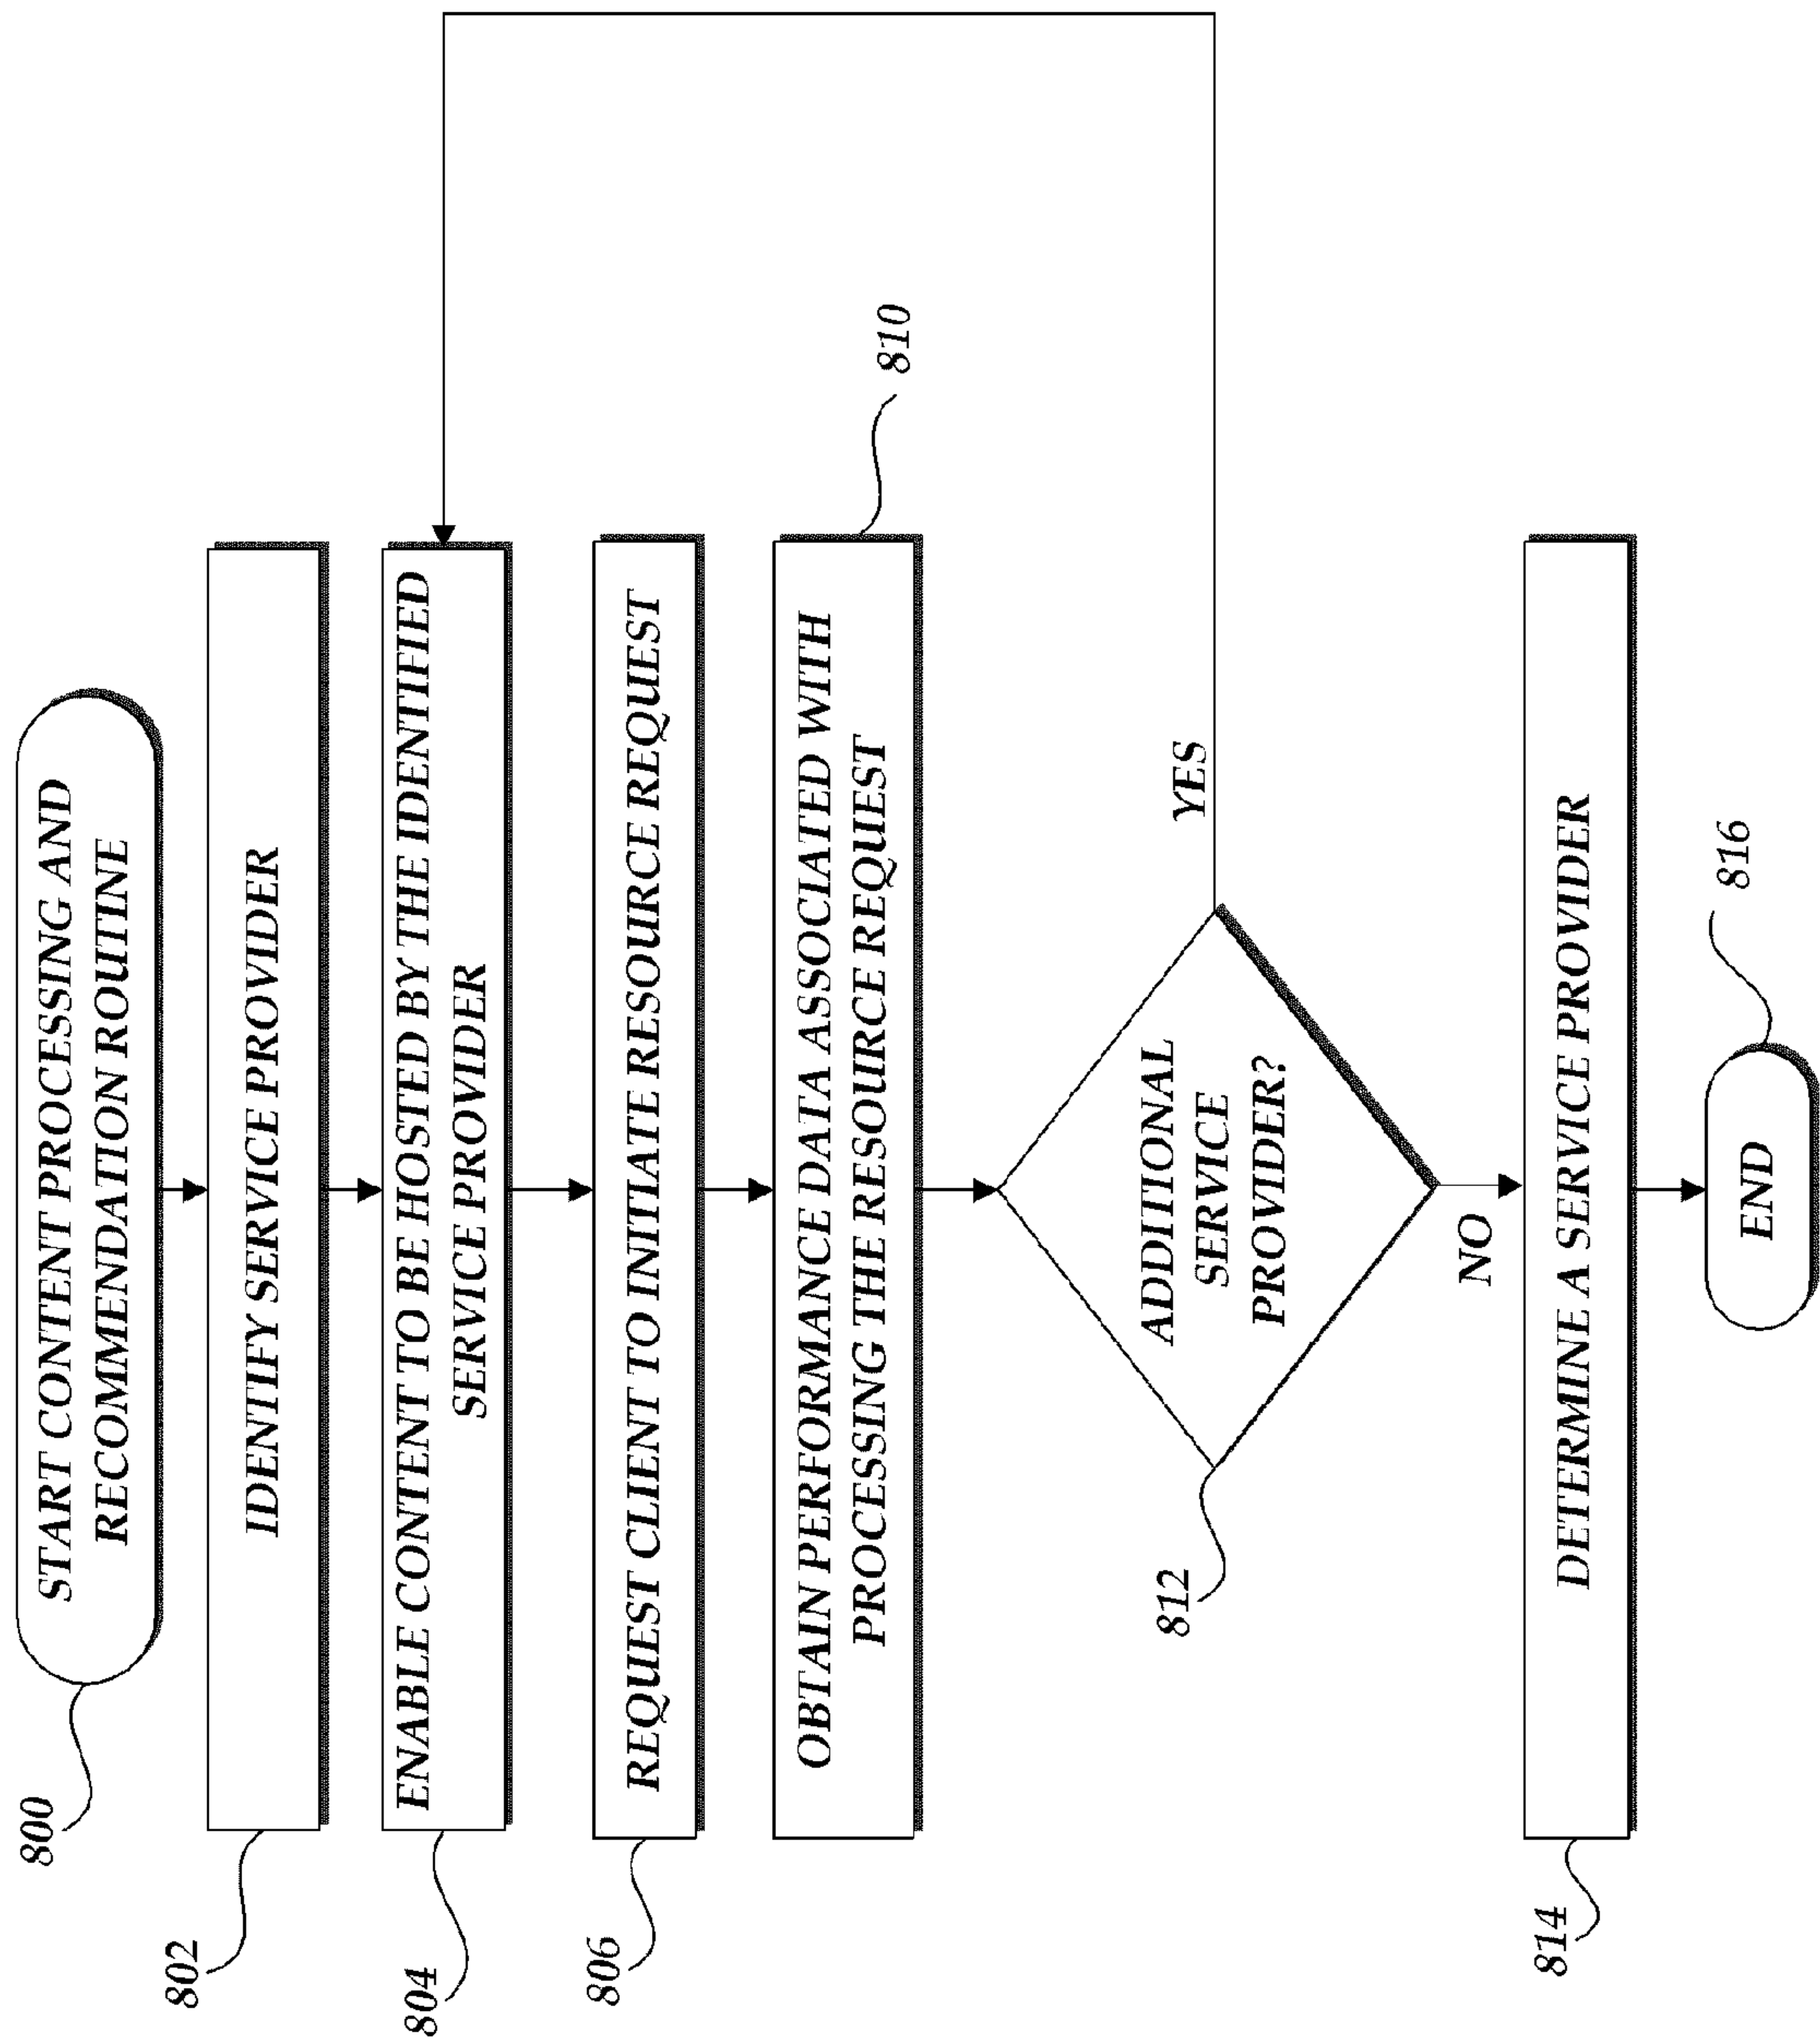 800
START CONTENT PROCESSING AND
RECOMMENDATION ROUTINE
802
IDENTIFY SERVICE PROVIDER
804
ENABLE CONTENT TO BE HOSTED BY THE IDENTIFIED
SERVICE PROVIDER
806
REQUEST CLIENT TO INITIATE RESOURCE REQUEST
810
OBTAIN PERFORMANCE DATA ASSOCIATED WITH
PROCESSING THE RESOURCE REQUEST
812
ADDITIONAL
SERVICE
PROVIDER?
YES
NO
814
DETERMINE A SERVICE PROVIDER
816
END